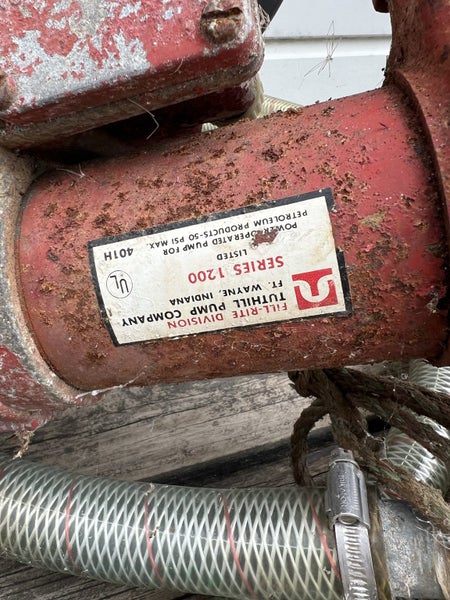 FILL-RITE DIVISION
TUTHILL PUMP COMPANY
FT. WAYNE, INDIANA
SERIES 1200
LISTED
POWER OPERATED PUMP FOR
PETROLEUM PRODUCTS-50 PSI MAX.
UL
401H